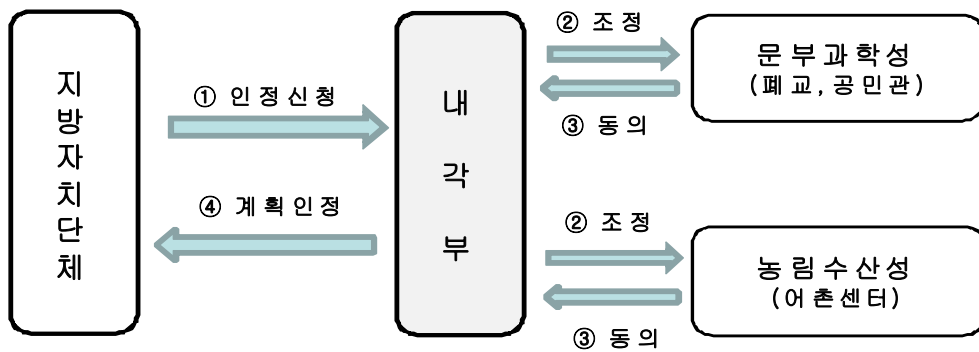 지방자치단체
① 인정신청
④ 계획인정
내각부
② 조정
③ 동의
문부과학성
(폐교, 공민관)
② 조정
③ 동의
농림수산성
(어촌센터)